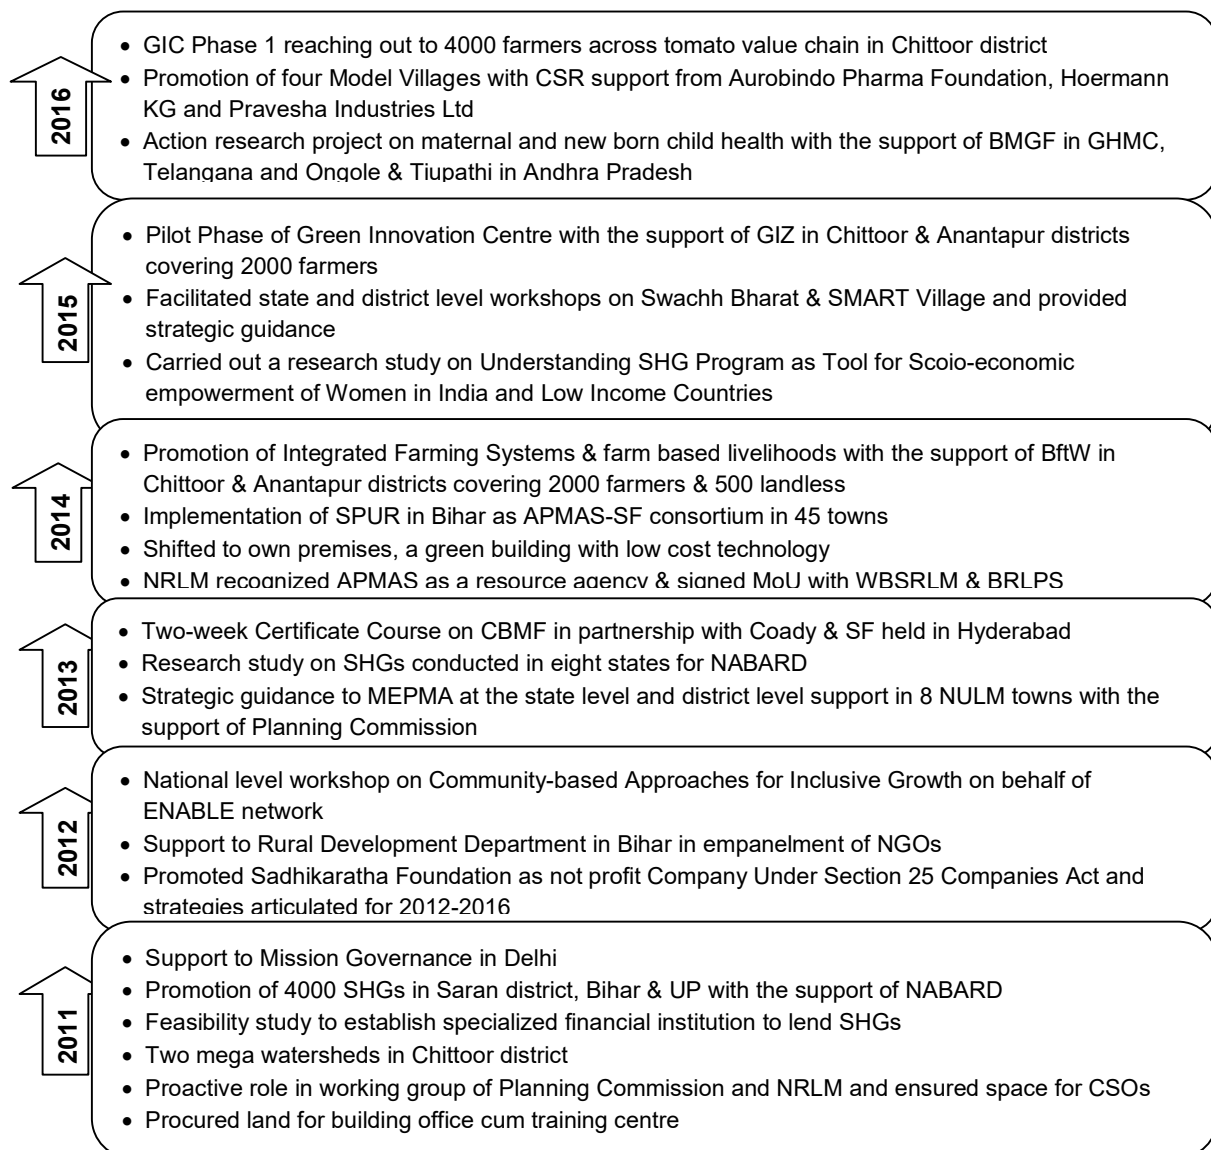 2016
• GIC Phase 1 reaching out to 4000 farmers across tomato value chain in Chittoor district
• Promotion of four Model Villages with CSR support from Aurobindo Pharma Foundation, Hoermann
KG and Pravesha Industries Ltd
• Action research project on maternal and new born child health with the support of BMGF in GHMC,
Telangana and Ongole & Tiupathi in Andhra Pradesh
2015
• Pilot Phase of Green Innovation Centre with the support of GIZ in Chittoor & Anantapur districts
covering 2000 farmers
• Facilitated state and district level workshops on Swachh Bharat & SMART Village and provided
strategic guidance
• Carried out a research study on Understanding SHG Program as Tool for Scoio-economic
empowerment of Women in India and Low Income Countries
2014
• Promotion of Integrated Farming Systems & farm based livelihoods with the support of BftW in
Chittoor & Anantapur districts covering 2000 farmers & 500 landless
• Implementation of SPUR in Bihar as APMAS-SF consortium in 45 towns
• Shifted to own premises, a green building with low cost technology
• NRLM recognized APMAS as a resource agency & signed MoU with WBSRLM & BRLPS
2013
• Two-week Certificate Course on CBMF in partnership with Coady & SF held in Hyderabad
• Research study on SHGs conducted in eight states for NABARD
• Strategic guidance to MEPMA at the state level and district level support in 8 NULM towns with the
support of Planning Commission
2012
• National level workshop on Community-based Approaches for Inclusive Growth on behalf of
ENABLE network
• Support to Rural Development Department in Bihar in empanelment of NGOs
• Promoted Sadhikaratha Foundation as not profit Company Under Section 25 Companies Act and
strategies articulated for 2012-2016
2011
• Support to Mission Governance in Delhi
• Promotion of 4000 SHGs in Saran district, Bihar & UP with the support of NABARD
• Feasibility study to establish specialized financial institution to lend SHGs
• Two mega watersheds in Chittoor district
• Proactive role in working group of Planning Commission and NRLM and ensured space for CSOs
• Procured land for building office cum training centre